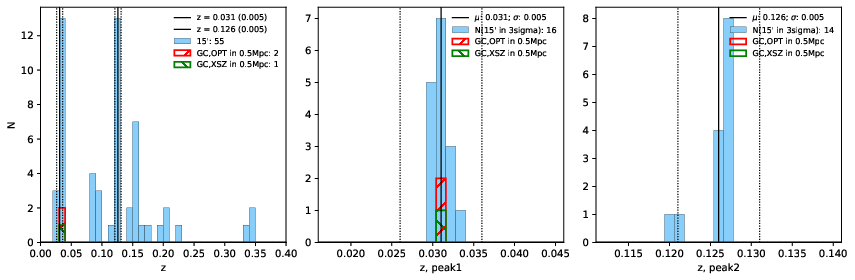 z = 0.031 (0.005)
z = 0.126 (0.005)
15': 55
GC,OPT in 0.5Mpc: 2
GC,XSZ in 0.5Mpc: 1
N
0
2
4
6
8
10
12
0.00 0.05 0.10 0.15 0.20 0.25 0.30 0.35 0.40
z
μ: 0.031; σ: 0.005
N(15' in 3sigma): 16
GC,OPT in 0.5Mpc
GC,XSZ in 0.5Mpc
0
1
2
3
4
5
6
7
0.020 0.025 0.030 0.035 0.040 0.045
z, peak1
μ: 0.126; σ: 0.005
N(15' in 3sigma): 14
GC,OPT in 0.5Mpc
GC,XSZ in 0.5Mpc
0
1
2
3
4
5
6
7
8
0.115 0.120 0.125 0.130 0.135 0.140
z, peak2